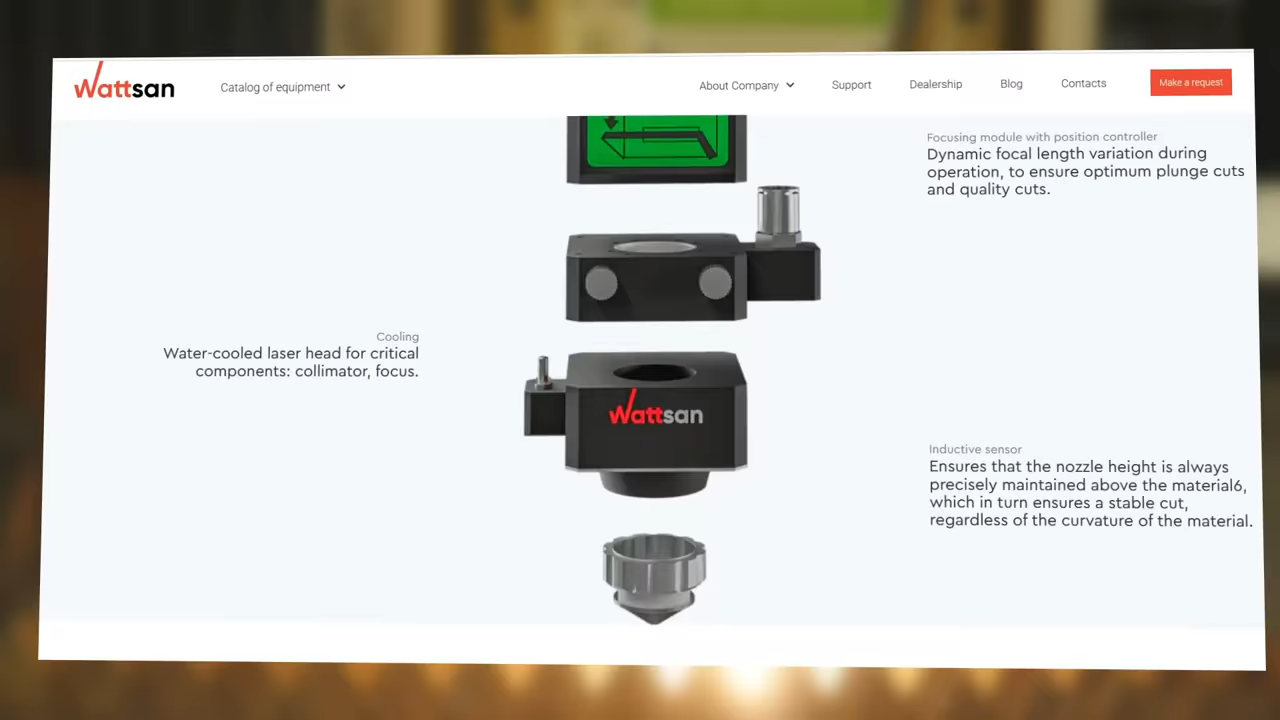 Wattsan
Catalog of equipment
About Company
Support
Dealership
Blog
Contacts
Make a request
Focusing module with position controller
Dynamic focal length variation during
operation, to ensure optimum plunge cuts
and quality cuts.
Cooling
Water-cooled laser head for critical
components: collimator, focus.
Wattsan
Inductive sensor
Ensures that the nozzle height is always
precisely maintained above the material6,
which in turn ensures a stable cut,
regardless of the curvature of the material.